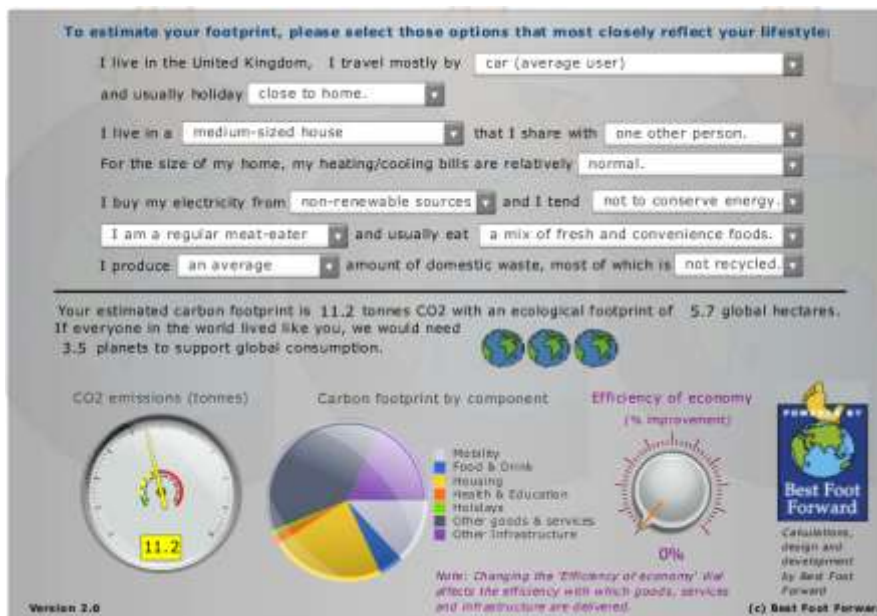 To estimate your footprint, please select those options that most closely reflect your lifestyle:
I live in the United Kingdom, I travel mostly by car (average user)
and usually holiday close to home.
I live in a medium-sized house that I share with one other person.
For the size of my home, my heating/cooling bills are relatively normal.
I buy my electricity from non-renewable sources and I tend not to conserve energy.
I am a regular meat-eater and usually eat a mix of fresh and convenience foods.
I produce an average amount of domestic waste, most of which is not recycled.
Your estimated carbon footprint is 11.2 tonnes CO2 with an ecological footprint of 5.7 global hectares.
If everyone in the world lived like you, we would need
3.5 planets to support global consumption.
CO2 emissions (tonnes)
11.2
Carbon footprint by component
Mobility
Food & Drink
Housing
Health & Education
Holidays
Other goods & services
Other Infrastructure
Efficiency of economy
(% improvement)
0%
Note: Changing the 'Efficiency of economy' dial
affects the efficiency with which goods, services
and infrastructure are delivered.
POWERED BY
Best Foot
Forward
Calculations,
design and
development
by Best Foot
Forward
Version 2.0
(c) Best Foot Forwar